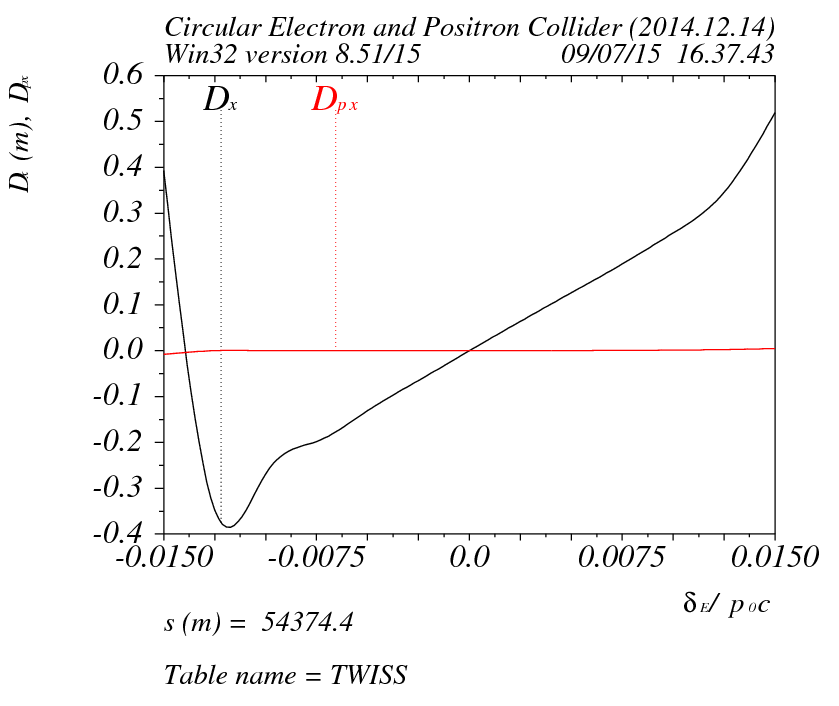 Circular Electron and Positron Collider (2014.12.14)
Win32 version 8.51/15 09/07/15 16.37.43
Dx (m), Dpx
0.6
0.5
0.4
0.3
0.2
0.1
0.0
-0.1
-0.2
-0.3
-0.4
Dx Dpx
-0.0150 -0.0075 0.0 0.0075 0.0150
δE/ p0c
s (m) = 54374.4
Table name = TWISS